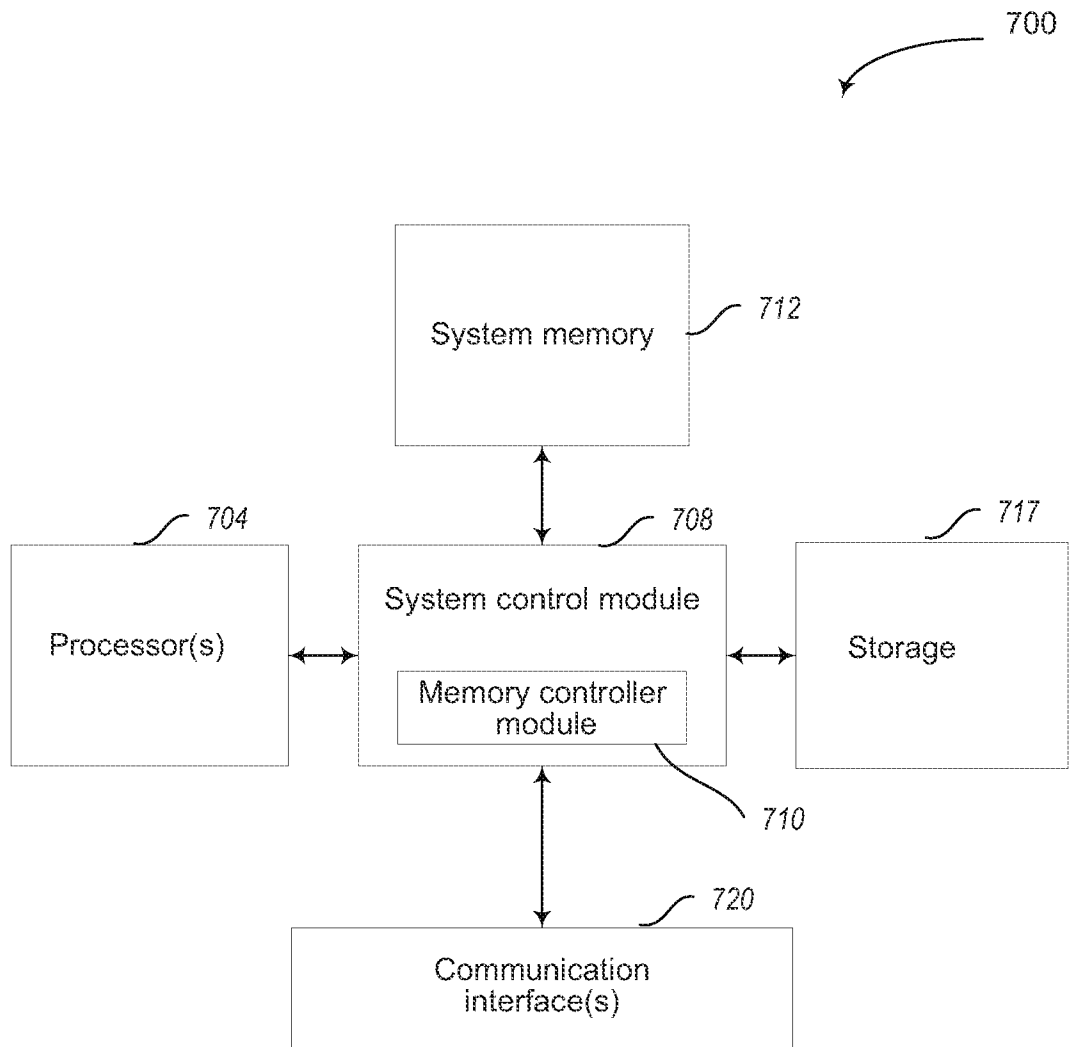 700
System memory
712
704
708
717
Processor(s)
System control module
Storage
Memory controller
module
710
720
Communication
interface(s)